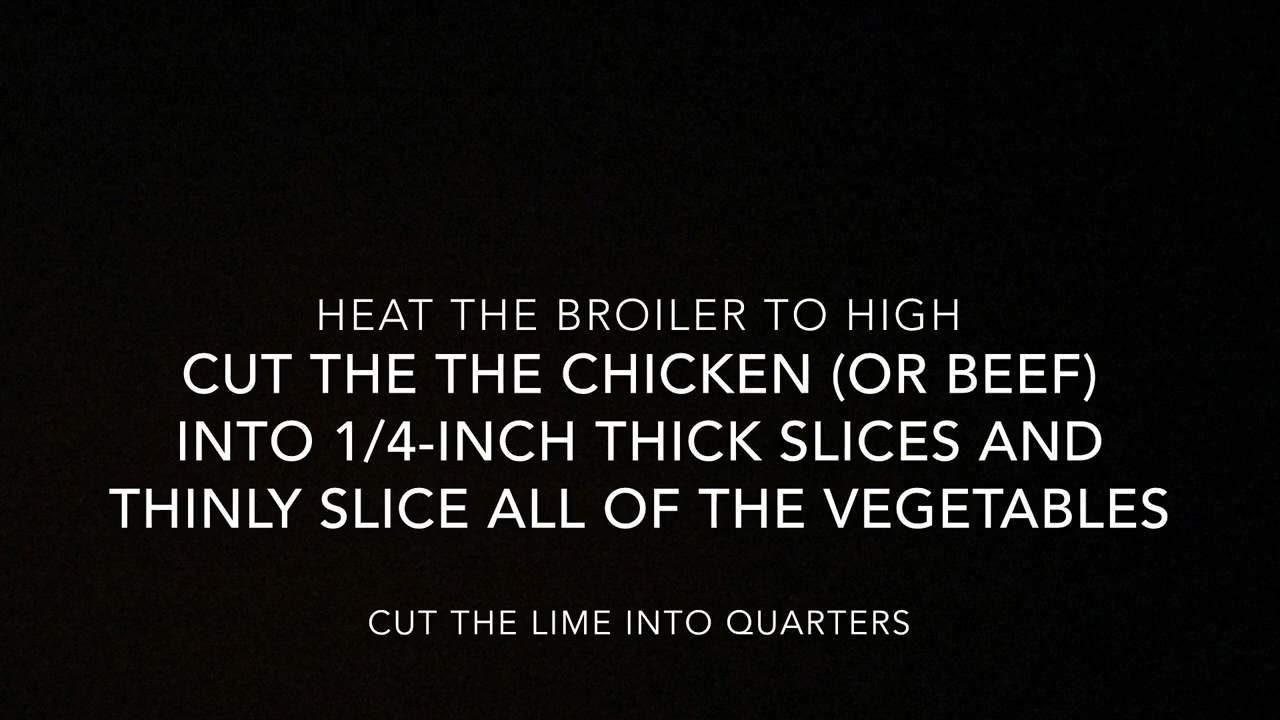 HEAT THE BROILER TO HIGH
CUT THE THE CHICKEN (OR BEEF)
INTO 1/4-INCH THICK SLICES AND
THINLY SLICE ALL OF THE VEGETABLES
CUT THE LIME INTO QUARTERS